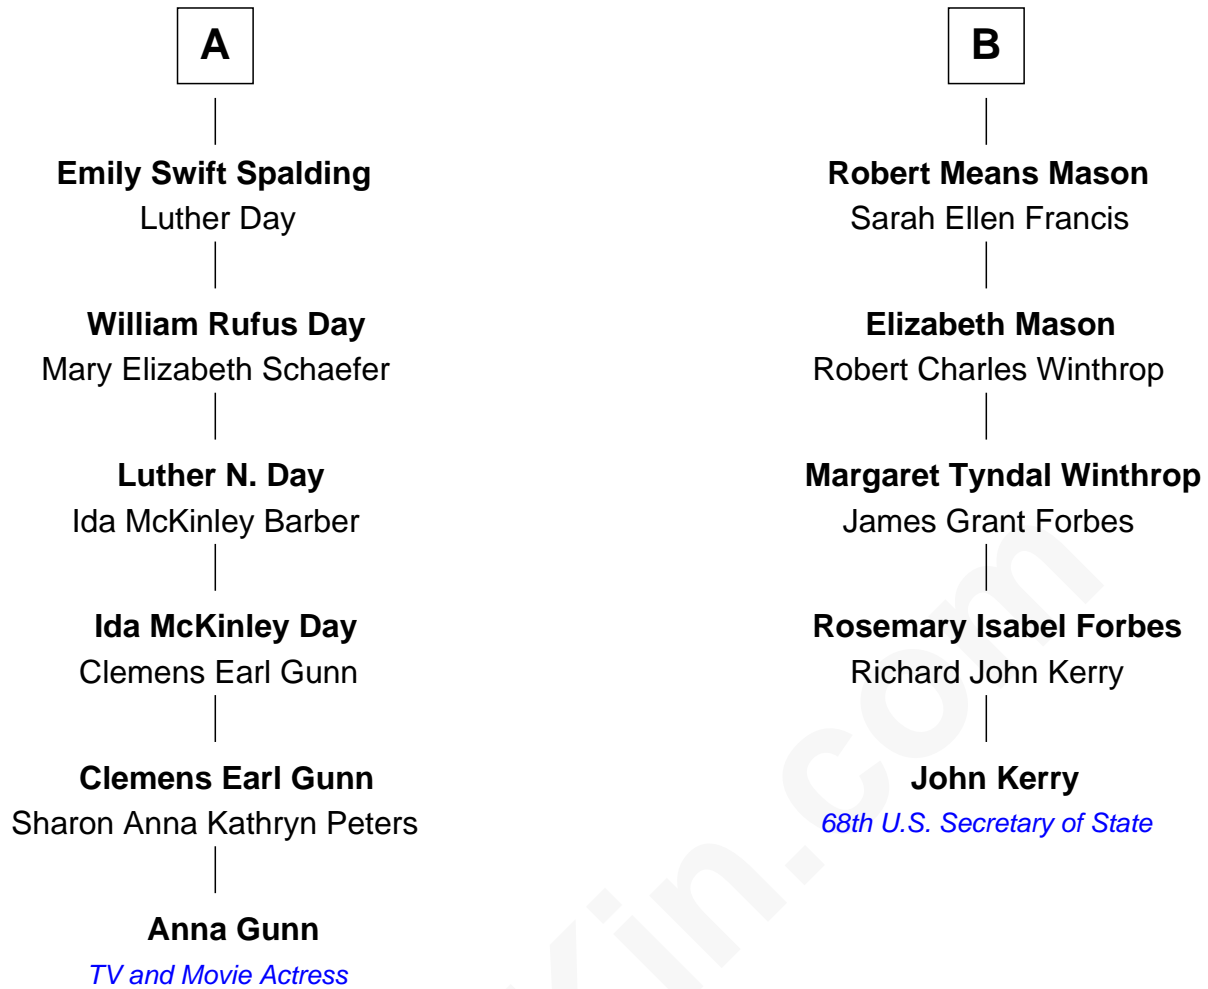 A
Emily Swift Spalding
Luther Day
William Rufus Day
Mary Elizabeth Schaefer
Luther N. Day
Ida McKinley Barber
Ida McKinley Day
Clemens Earl Gunn
Clemens Earl Gunn
Sharon Anna Kathryn Peters
Anna Gunn
TV and Movie Actress
B
Robert Means Mason
Sarah Ellen Francis
Elizabeth Mason
Robert Charles Winthrop
Margaret Tyndal Winthrop
James Grant Forbes
Rosemary Isabel Forbes
Richard John Kerry
John Kerry
68th U.S. Secretary of State
Kin.com